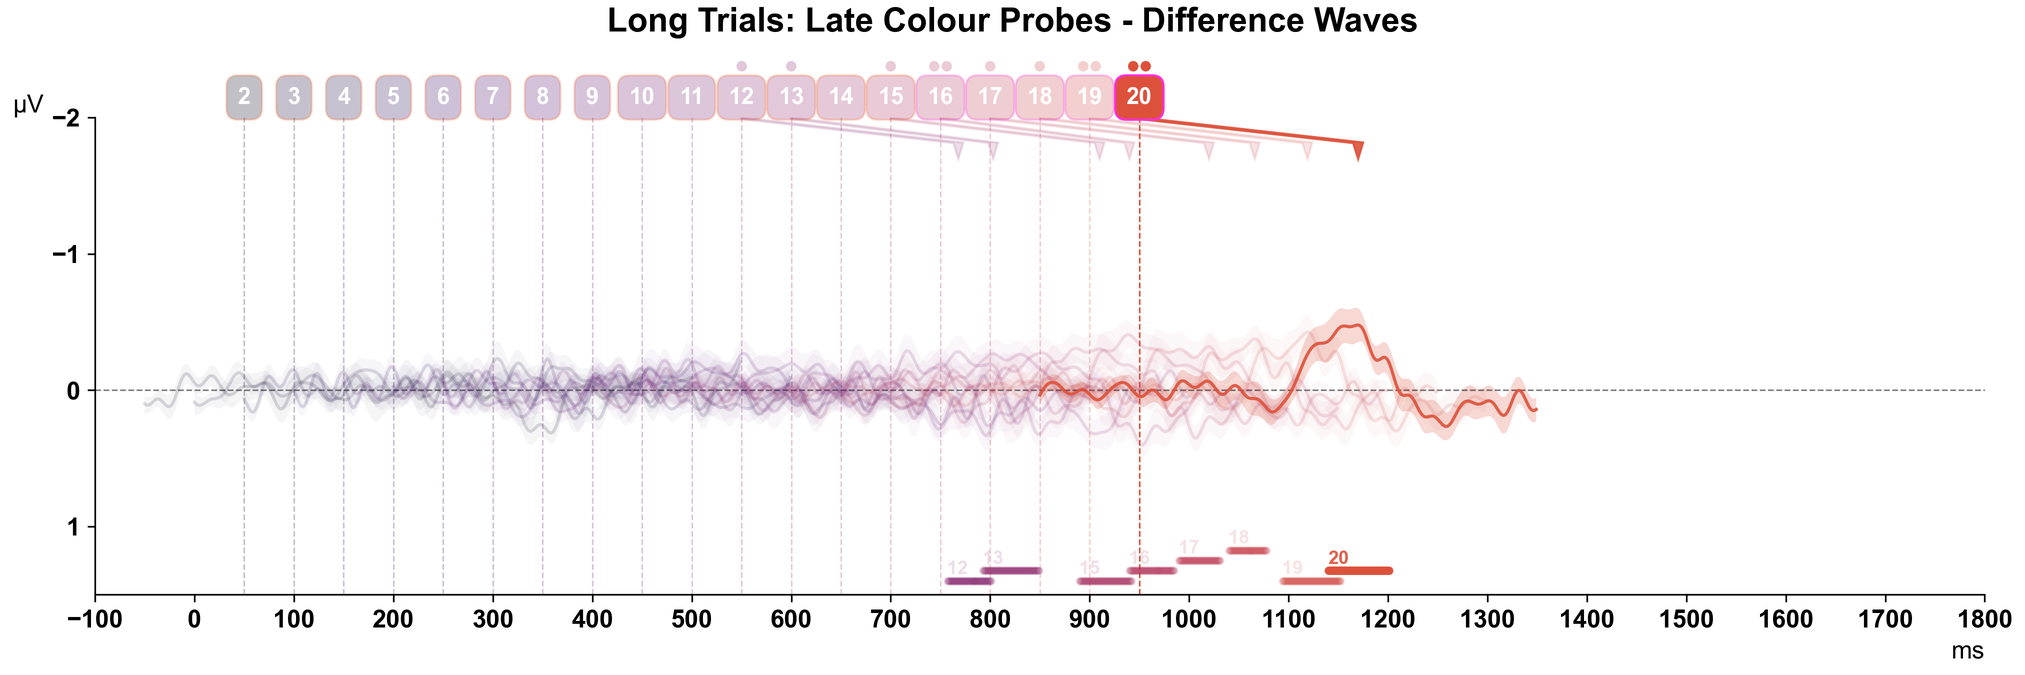 Long Trials: Late Colour Probes - Difference Waves
2 3 4 5 6 7 8 9 10 11 12 13 14 15 16 17 18 19 20
µV
−2
−1
0
1
18
17
12 13 15 16 19 20
−100 0 100 200 300 400 500 600 700 800 900 1000 1100 1200 1300 1400 1500 1600 1700 1800
ms